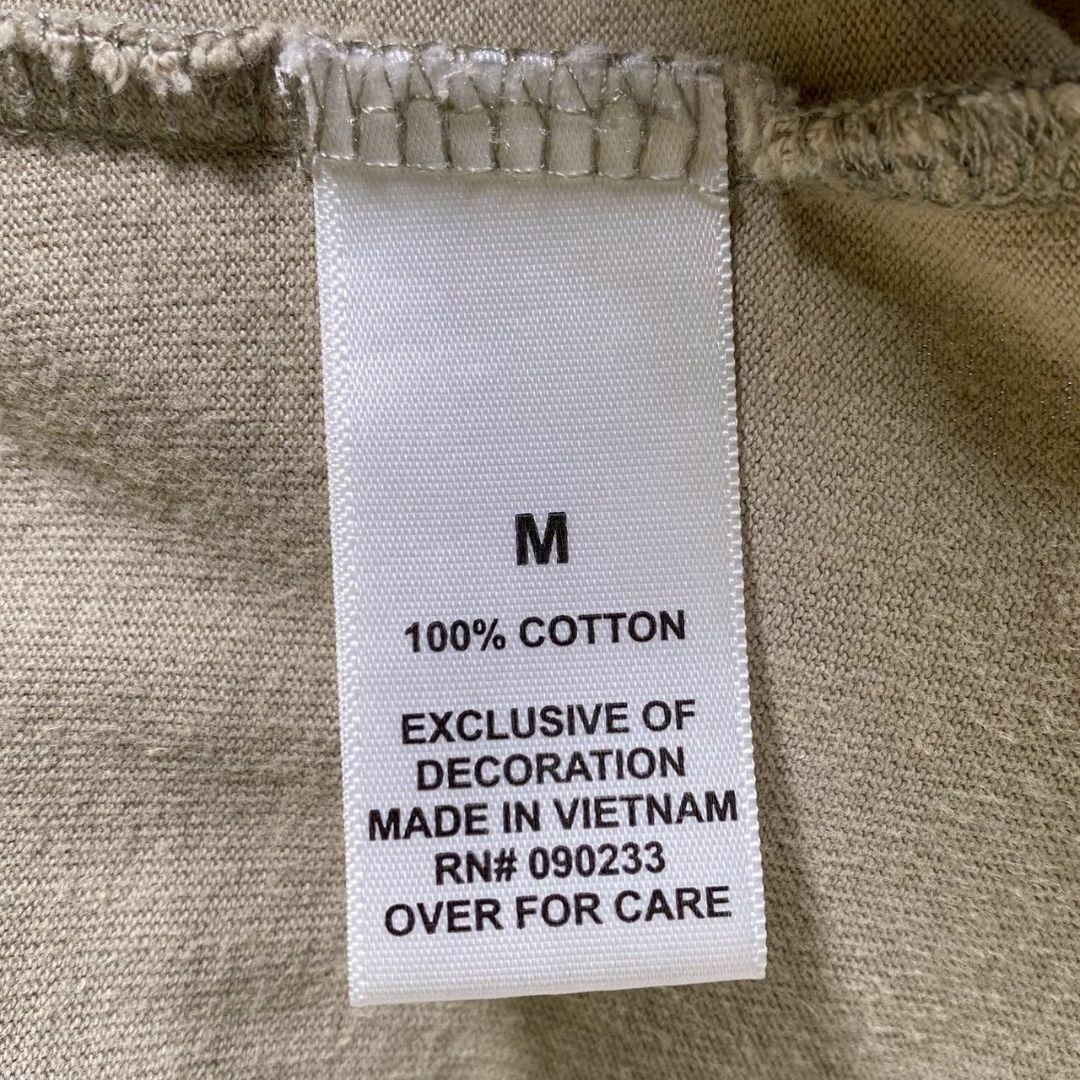 M
100% COTTON
EXCLUSIVE OF
DECORATION
MADE IN VIETNAM
RN# 090233
OVER FOR CARE